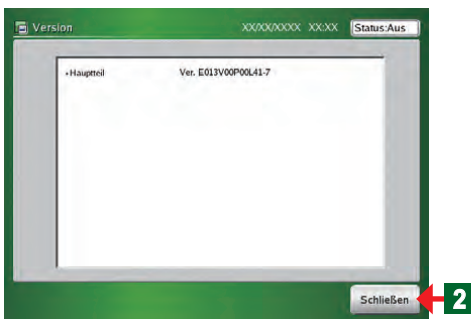 Version XX/XX/XXXX XX:XX Status:Aus
Hauptteil Ver. E013V00P00L41-7
Schließen 2